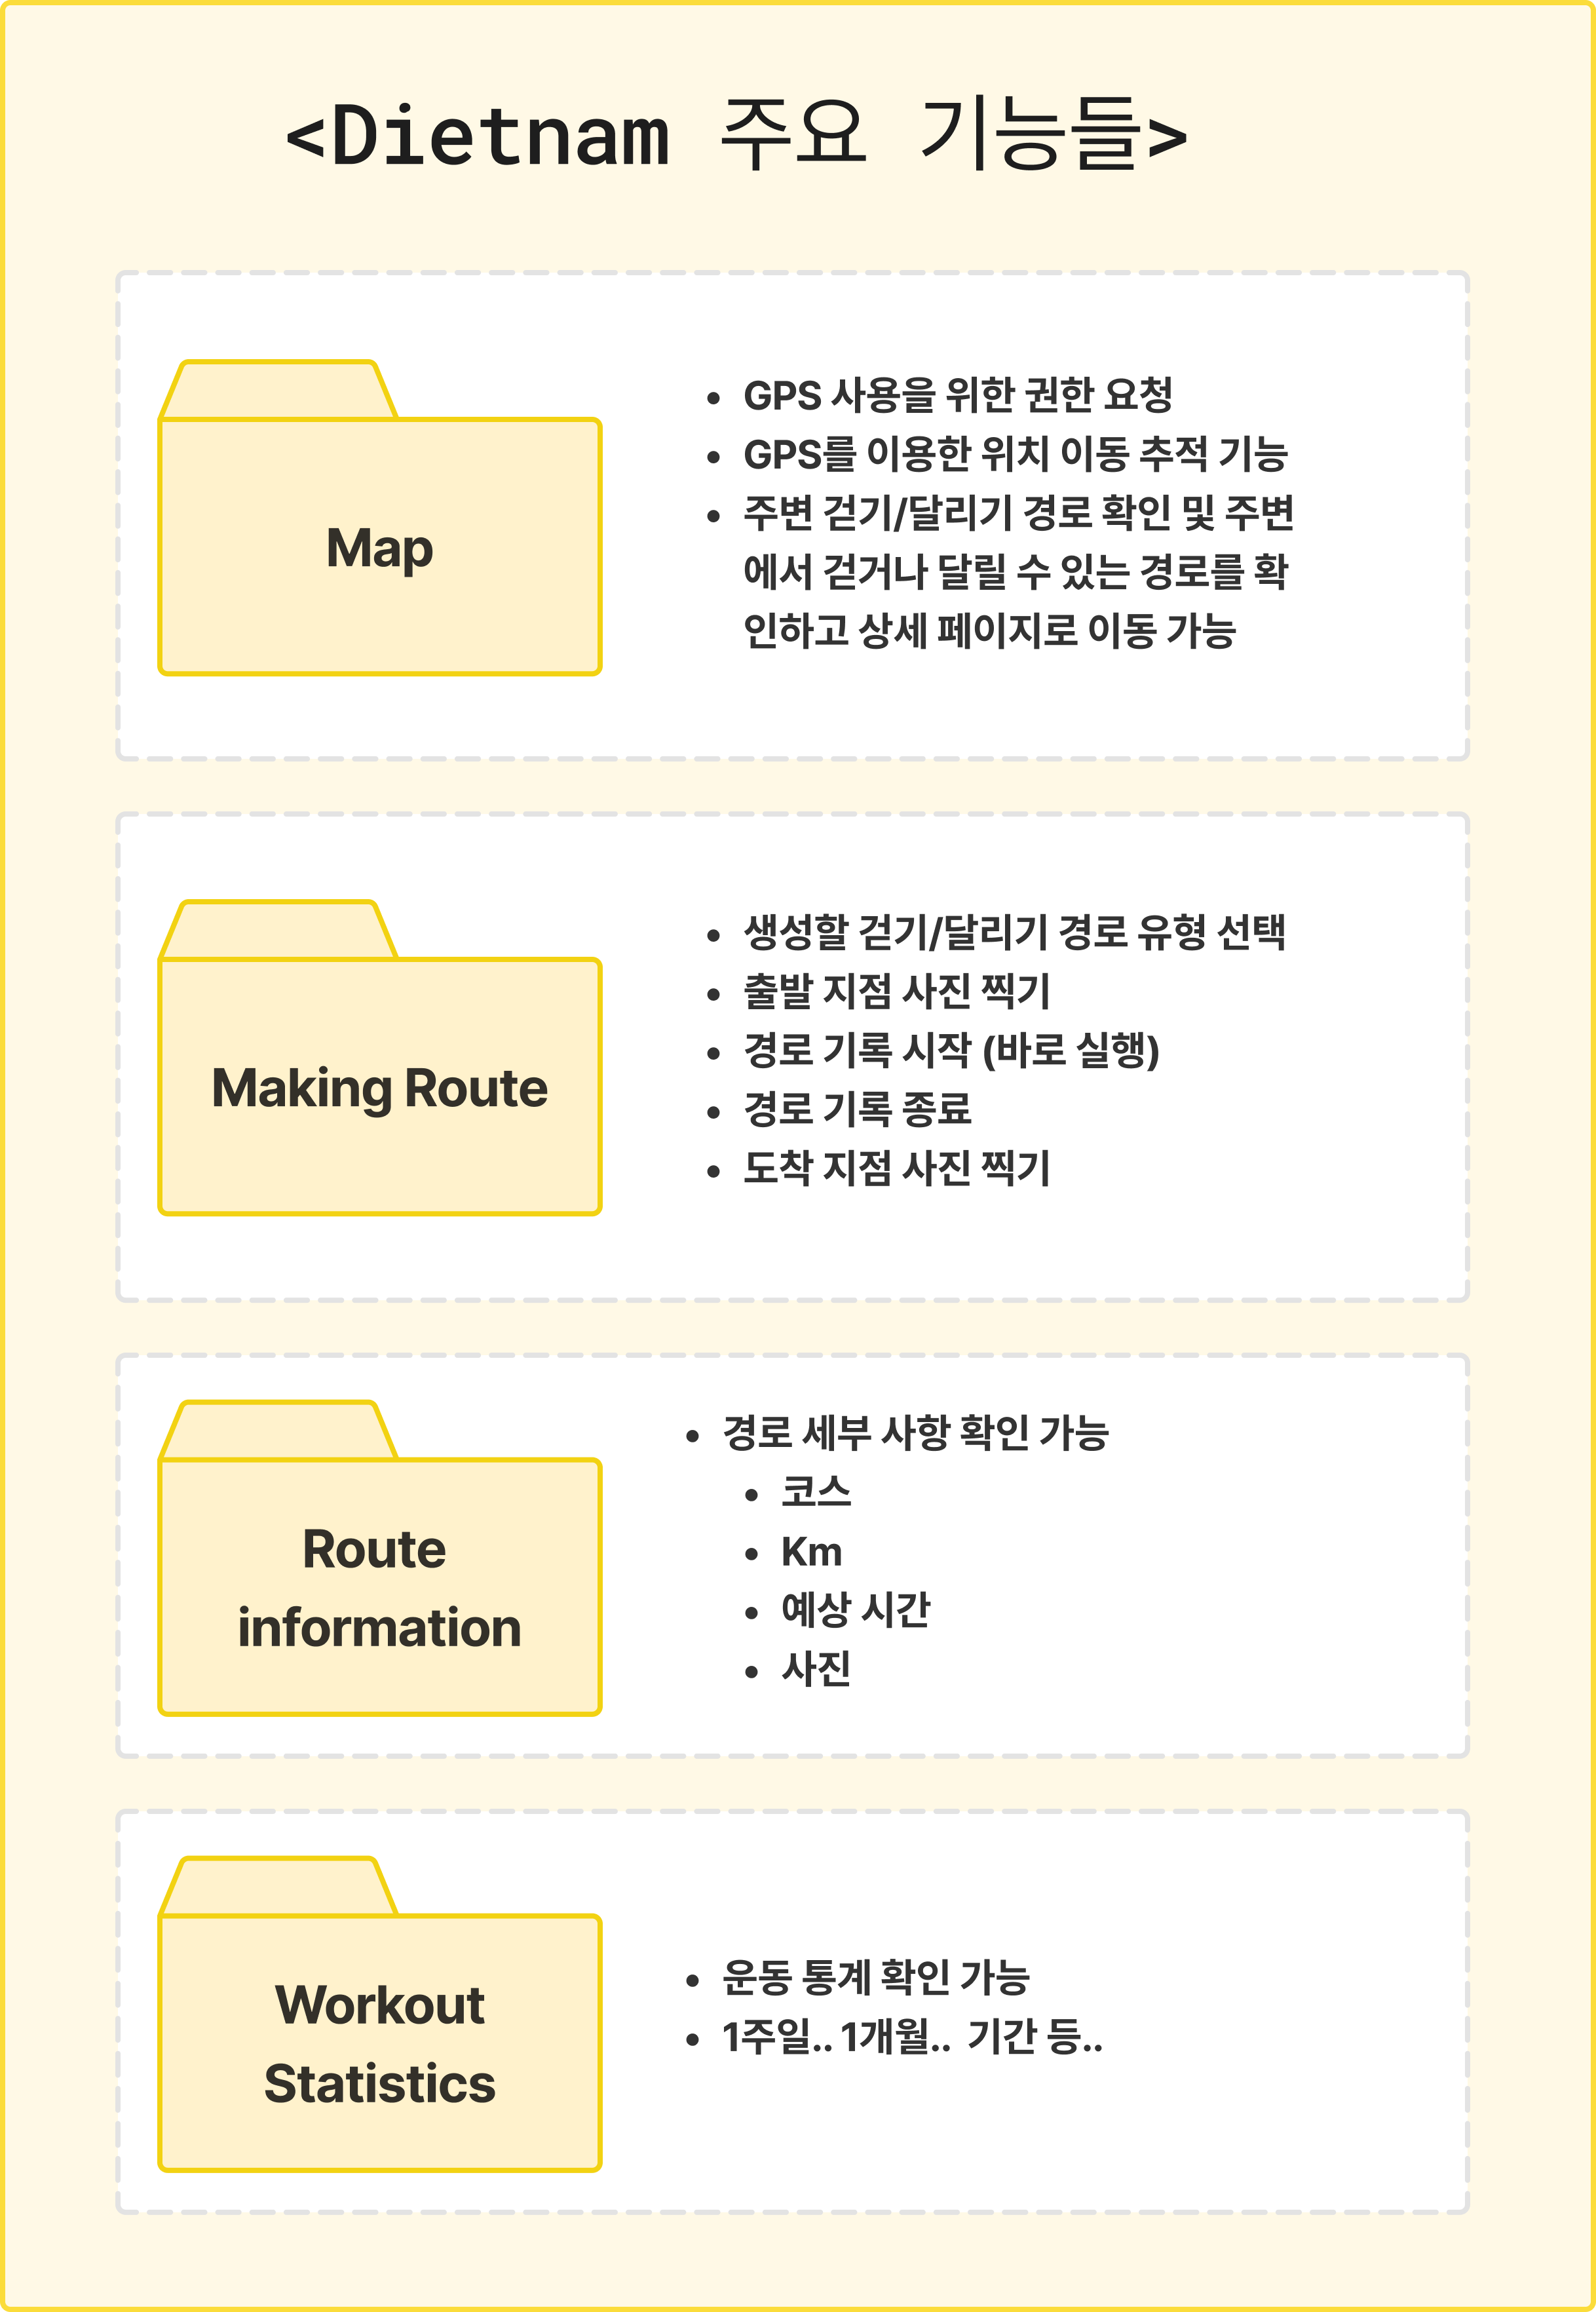 <Dietnam 주요 기능들>
Map
• GPS 사용을 위한 권한 요청
• GPS를 이용한 위치 이동 추적 기능
• 주변 걷기/달리기 경로 확인 및 주변
에서 걷거나 달릴 수 있는 경로를 확
인하고 상세 페이지로 이동 가능
Making Route
• 생성할 걷기/달리기 경로 유형 선택
• 출발 지점 사진 찍기
• 경로 기록 시작 (바로 실행)
• 경로 기록 종료
• 도착 지점 사진 찍기
Route
information
• 경로 세부 사항 확인 가능
• 코스
• Km
• 예상 시간
• 사진
Workout
Statistics
• 운동 통계 확인 가능
• 1주일.. 1개월.. 기간 등..